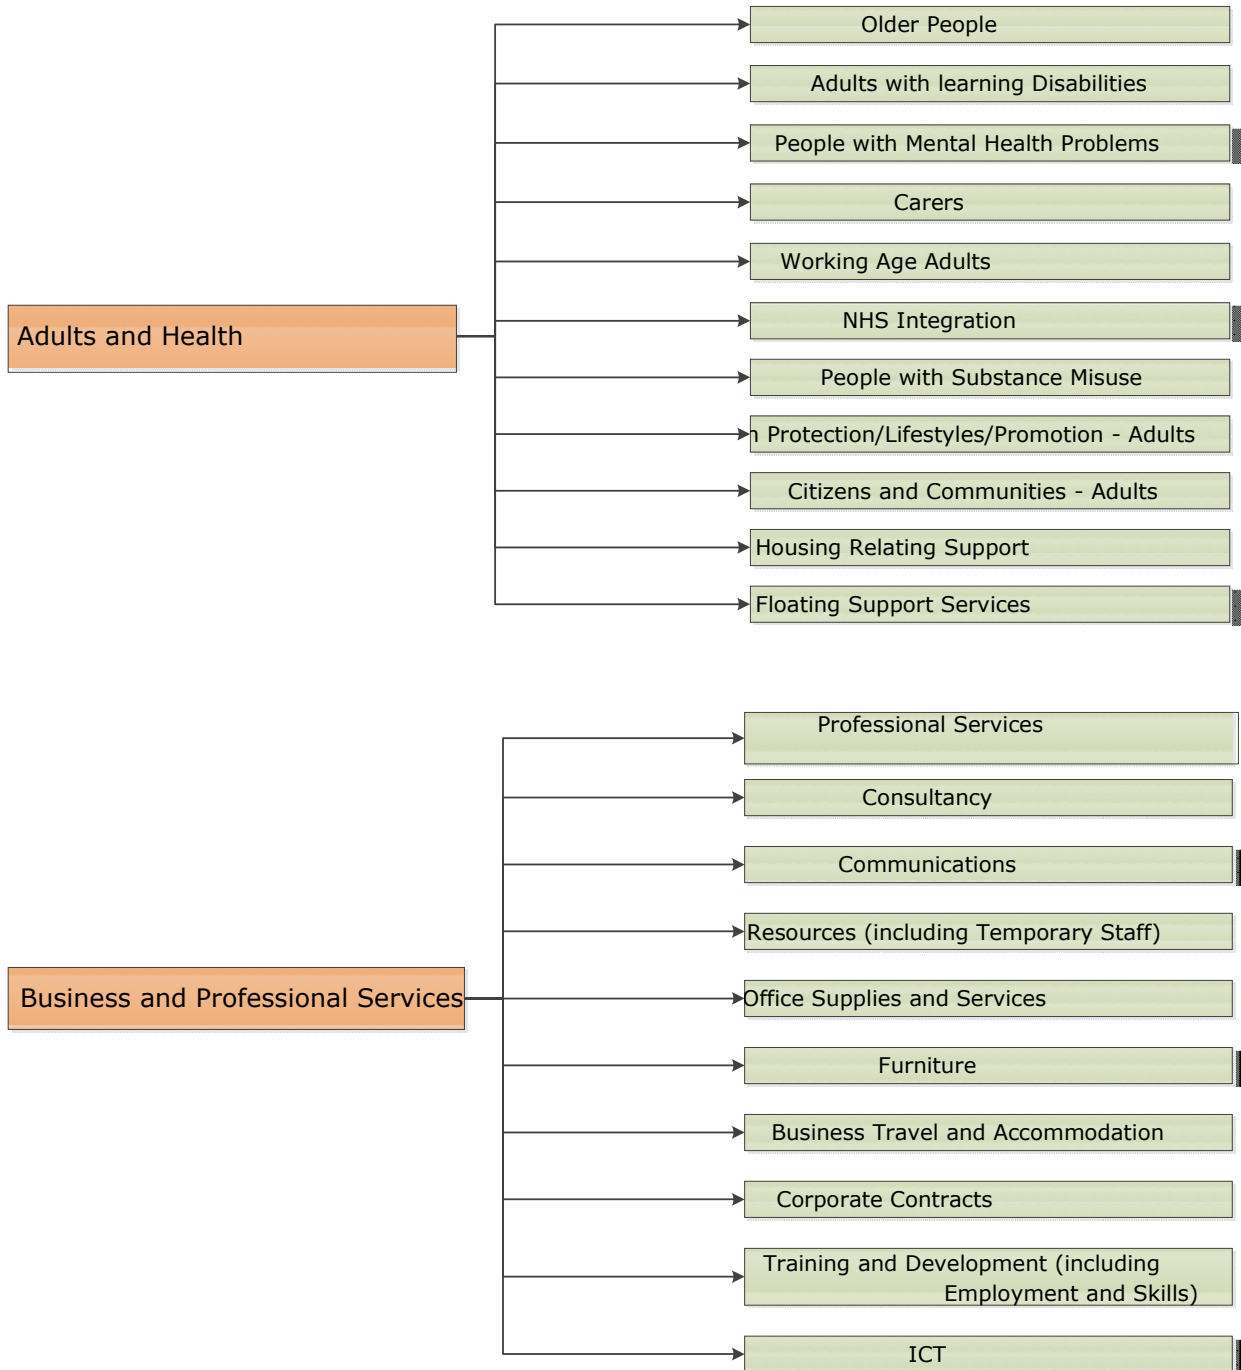 Older People
Adults with learning Disabilities
People with Mental Health Problems
Carers
Working Age Adults
Adults and Health
NHS Integration
People with Substance Misuse
Protection/Lifestyles/Promotion - Adults
Citizens and Communities - Adults
Housing Relating Support
Floating Support Services
Professional Services
Consultancy
Communications
Resources (including Temporary Staff)
Business and Professional Services
Office Supplies and Services
Furniture
Business Travel and Accommodation
Corporate Contracts
Training and Development (including
Employment and Skills)
ICT